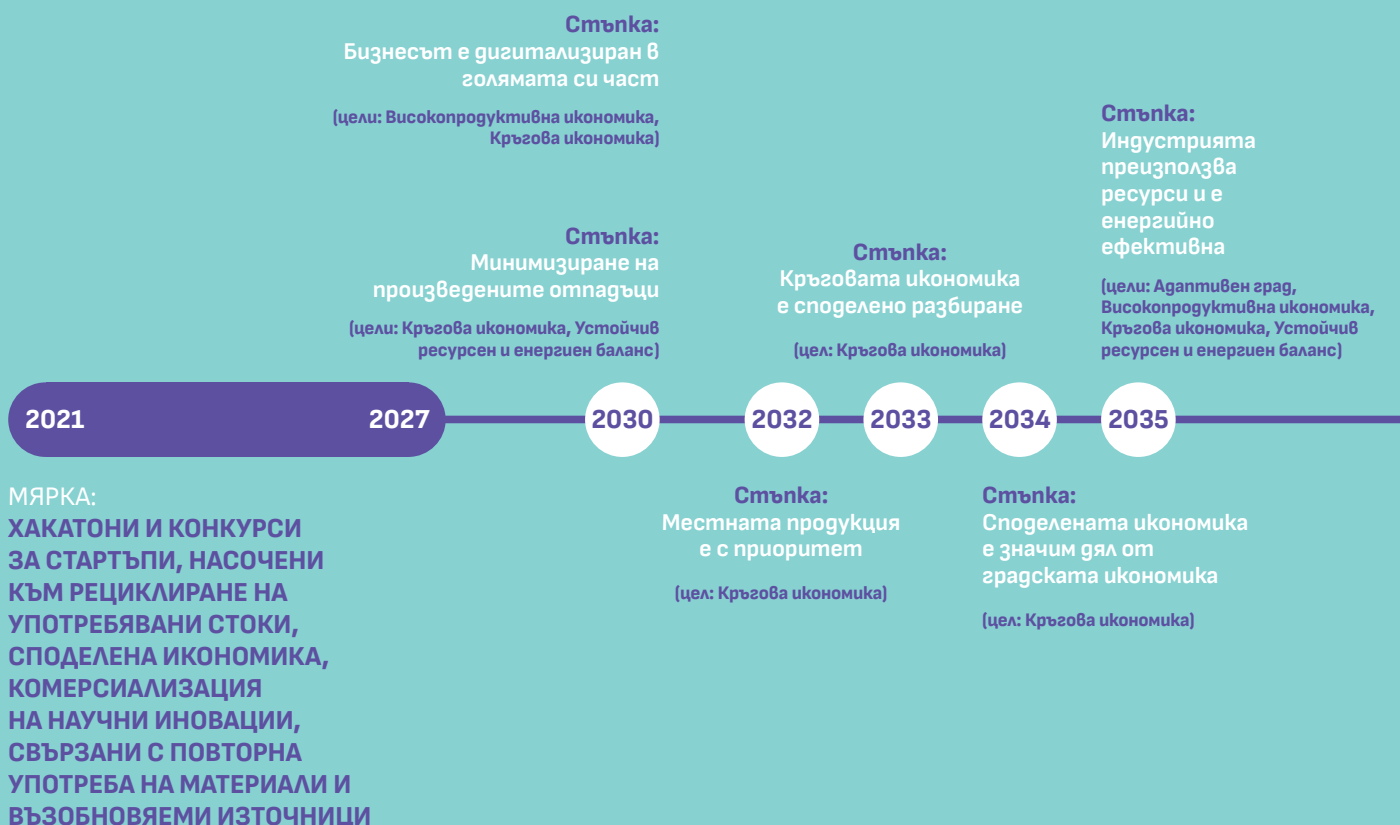 Стъпка:
Бизнесът е дигитализиран в
голямата си част
(цели: Високопродуктивна икономика,
Кръгова икономика)
Стъпка:
Минимизиране на
произведените отпадъци
(цели: Кръгова икономика, Устойчив
ресурсен и енергиен баланс)
Стъпка:
Кръговата икономика
е споделено разбиране
(цел: Кръгова икономика)
Стъпка:
Индустрията
преизползва
ресурси и е
енергийно
ефективна
(цели: Адаптивен град,
Високопродуктивна икономика,
Кръгова икономика, Устойчив
ресурсен и енергиен баланс)
2021 2027 2030 2032 2033 2034 2035
МЯРКА:
ХАКАТОНИ И КОНКУРСИ
ЗА СТАРТЪПИ, НАСОЧЕНИ
КЪМ РЕЦИКЛИРАНЕ НА
УПОТРЕБЯВАНИ СТОКИ,
СПОДЕЛЕНА ИКОНОМИКА,
КОМЕРСИАЛИЗАЦИЯ
НА НАУЧНИ ИНОВАЦИИ,
СВЪРЗАНИ С ПОВТОРНА
УПОТРЕБА НА МАТЕРИАЛИ И
ВЪЗОБНОВЯЕМИ ИЗТОЧНИЦИ
Стъпка:
Местната продукция
е с приоритет
(цел: Кръгова икономика)
Стъпка:
Споделената икономика
е значим дял от
градската икономика
(цел: Кръгова икономика)